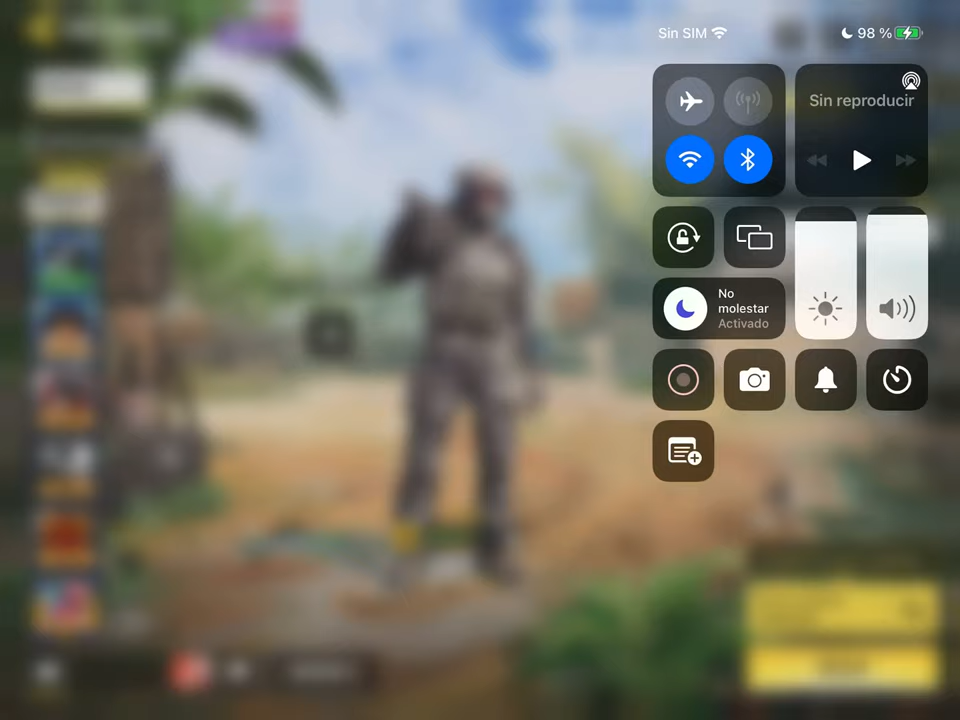 Sin SIM
98 %
Sin reproducir
No
molestar
Activado